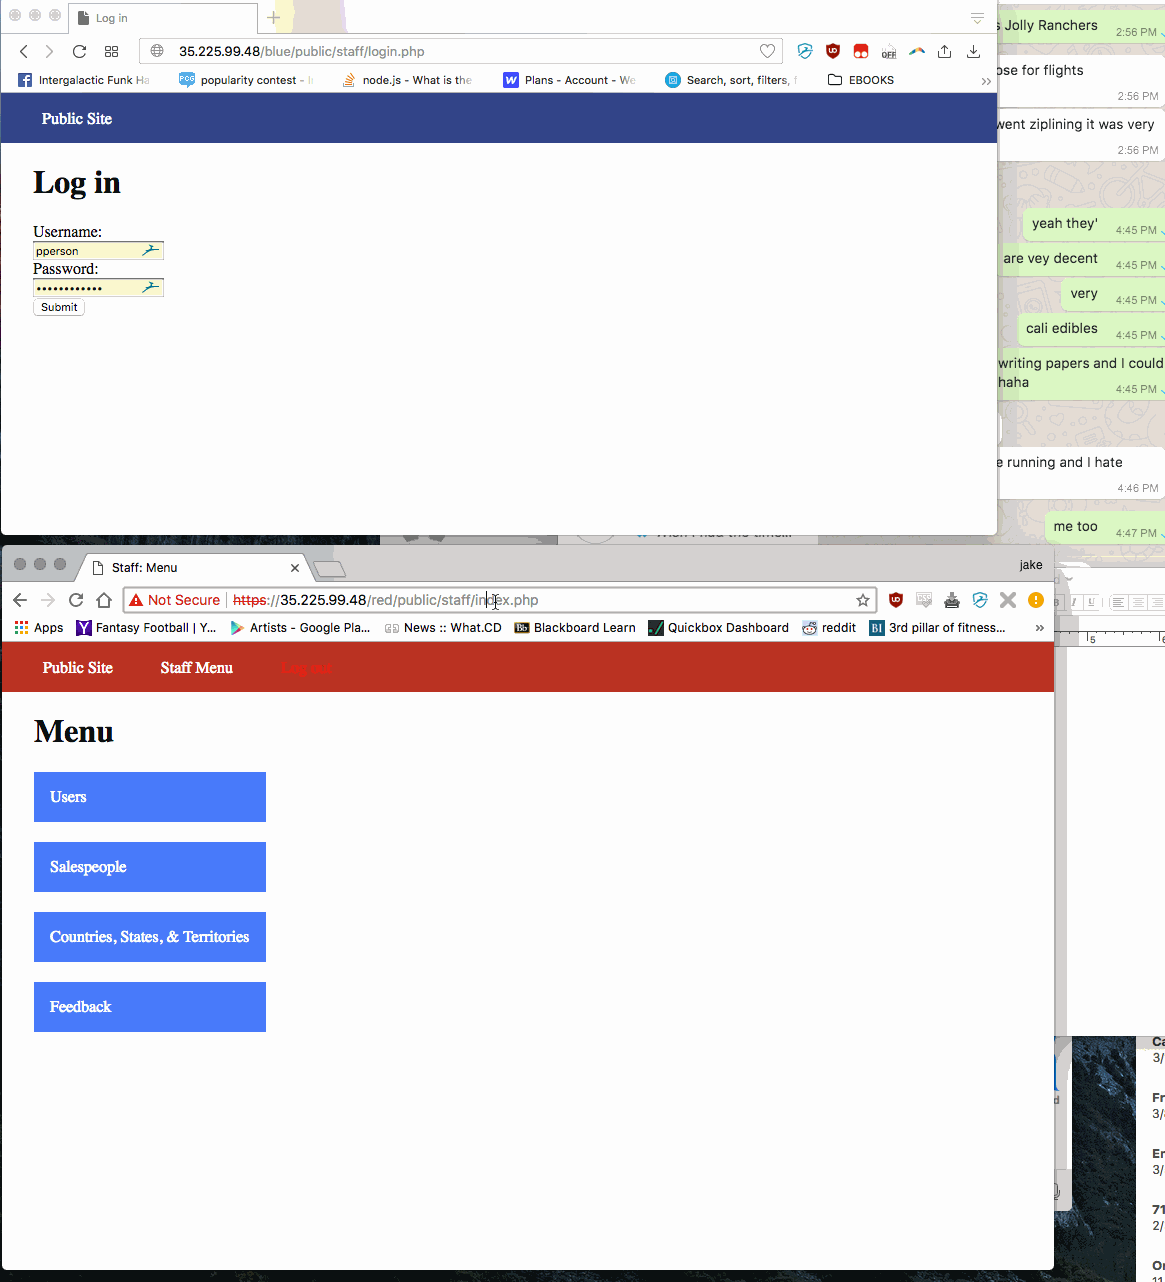 Log in
35.225.99.48/blue/public/staff/login.php
Intergalactic Funk Ha
popularity contest - I
node.js - What is the
Plans - Account - We
Search, sort, filters, f
EBOOKS
Public Site
Log in
Username:
pperson
Password:
Submit
s Jolly Ranchers
2:56 PM
ose for flights
2:56 PM
went ziplining it was very
2:56 PM
yeah they'
4:45 PM
are vey decent
4:45 PM
very
4:45 PM
cali edibles
4:45 PM
writing papers and I could
haha
4:45 PM
e running and I hate
4:46 PM
me too
4:47 PM
Staff: Menu
jake
Not Secure https://35.225.99.48/red/public/staff/index.php
Apps
Fantasy Football | Y...
Artists - Google Pla...
News :: What.CD
Blackboard Learn
Quickbox Dashboard
reddit
3rd pillar of fitness...
Public Site
Staff Menu
Log out
Menu
Users
Salespeople
Countries, States, & Territories
Feedback